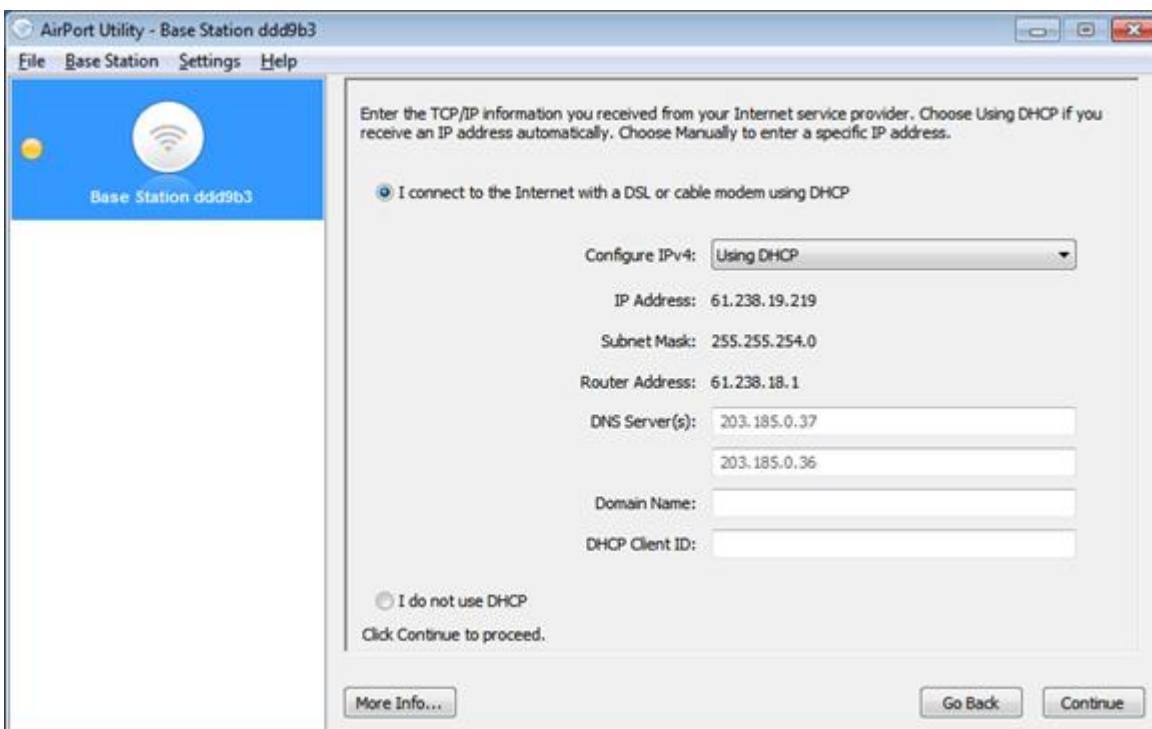 AirPort Utility - Base Station ddd9b3
File Base Station Settings Help
Base Station ddd9b3
Enter the TCP/IP information you received from your Internet service provider. Choose Using DHCP if you
receive an IP address automatically. Choose Manually to enter a specific IP address.
I connect to the Internet with a DSL or cable modem using DHCP
Configure IPv4: Using DHCP
IP Address: 61.238.19.219
Subnet Mask: 255.255.254.0
Router Address: 61.238.18.1
DNS Server(s): 203.185.0.37
203.185.0.36
Domain Name:
DHCP Client ID:
I do not use DHCP
Click Continue to proceed.
More Info... Go Back Continue